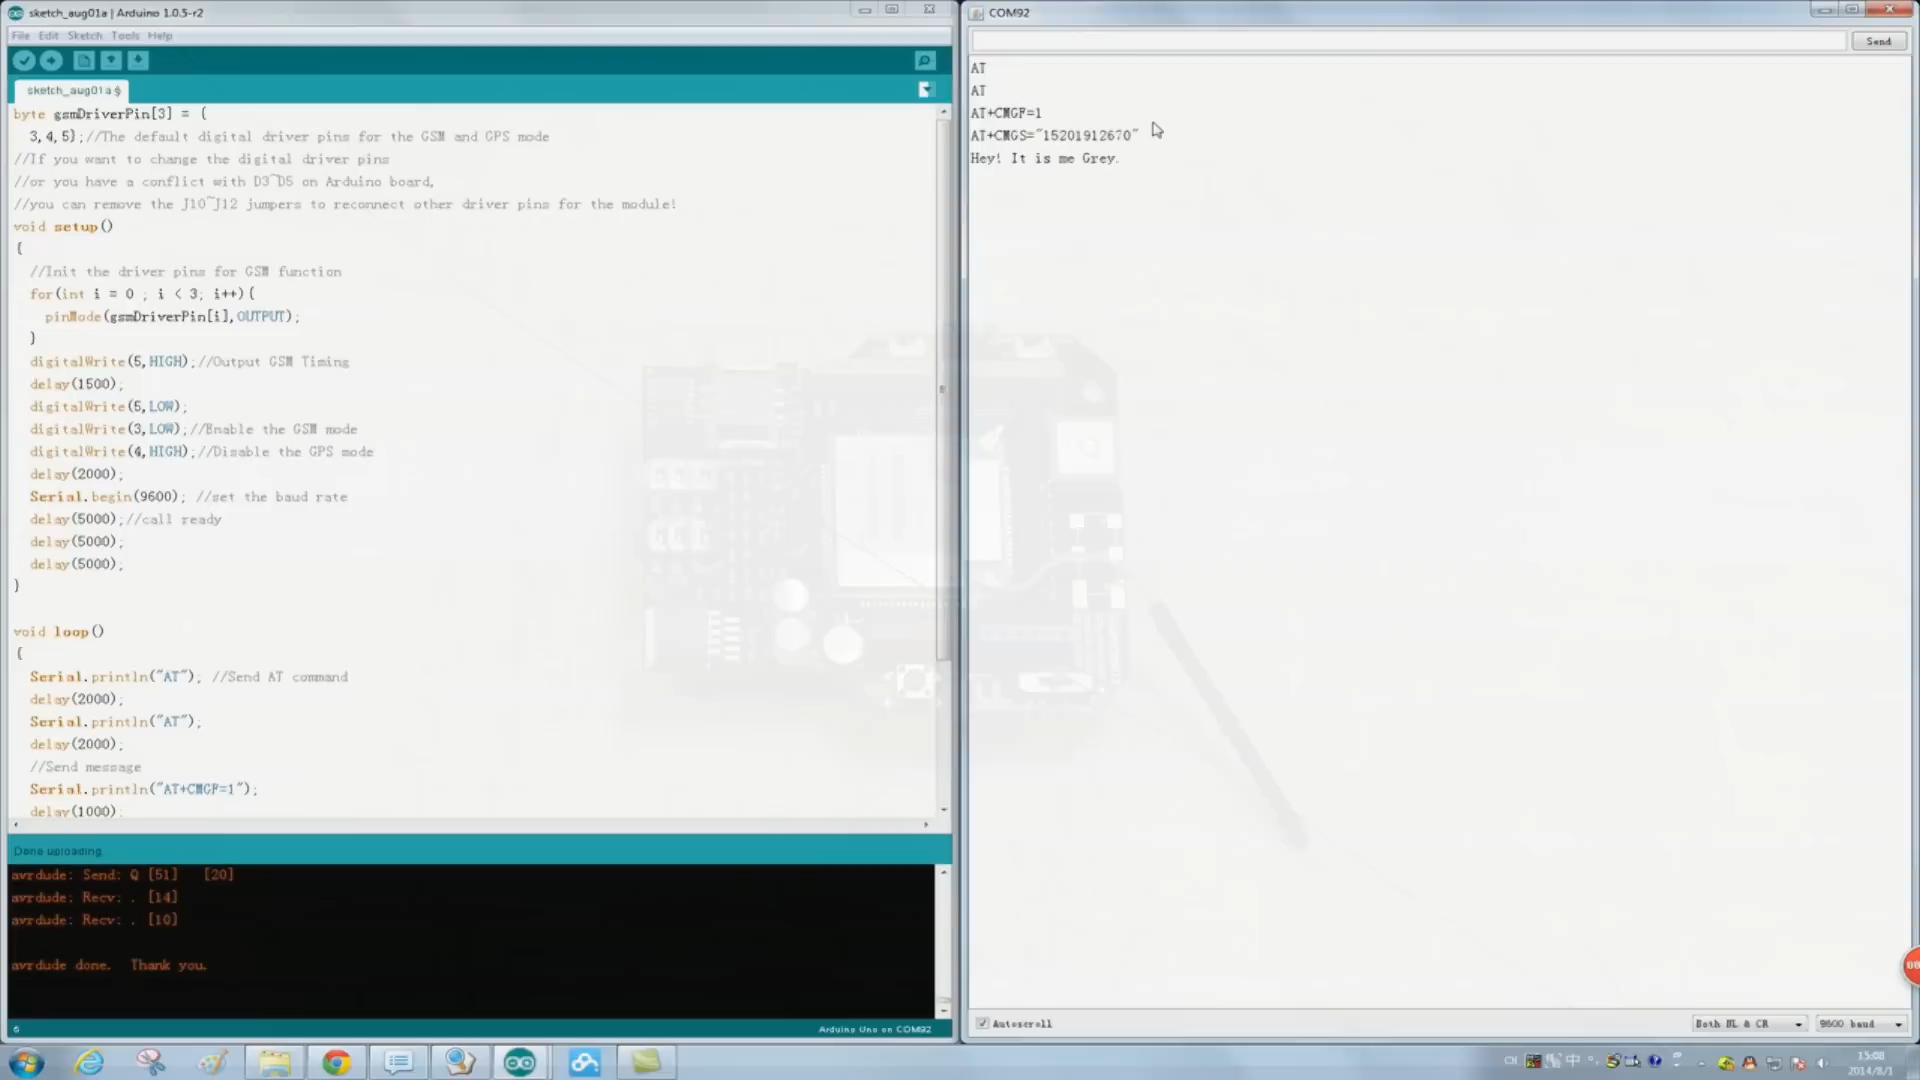 sketch_aug01a | Arduino 1.0.5-r2
File Edit Sketch Tools Help
sketch_aug01a §
byte gsmDriverPin[3] = {
3,4,5};//The default digital driver pins for the GSM and GPS mode
//If you want to change the digital driver pins
//or you have a conflict with D3~D5 on Arduino board,
//you can remove the J10~J12 jumpers to reconnect other driver pins for the module!
void setup()
{
//Init the driver pins for GSM function
for(int i = 0 ; i < 3; i++){
pinMode(gsmDriverPin[i],OUTPUT);
}
digitalWrite(5,HIGH);//Output GSM Timing
delay(1500);
digitalWrite(5,LOW);
digitalWrite(3,LOW);//Enable the GSM mode
digitalWrite(4,HIGH);//Disable the GPS mode
delay(2000);
Serial.begin(9600); //set the baud rate
delay(5000);//call ready
delay(5000);
delay(5000);
}
void loop()
{
Serial.println("AT"); //Send AT command
delay(2000);
Serial.println("AT");
delay(2000);
//Send message
Serial.println("AT+CMGF=1");
delay(1000);
Done uploading.
avrdude: Send: Q [51] [20]
avrdude: Recv: . [14]
avrdude: Recv: . [10]
avrdude done. Thank you.
6
Arduino Uno on COM92
COM92
Send
AT
AT
AT+CMGF=1
AT+CMGS="15201912670"
Hey! It is me Grey.
Autoscroll
Both NL & CR
9600 baud
CH
中
15:08
2014/8/1